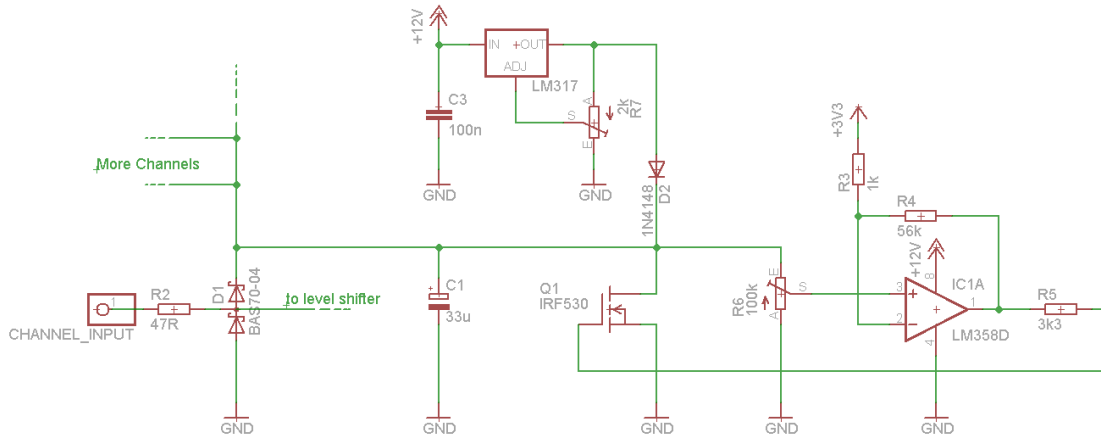 +12V
IN
+OUT
ADJ
LM317
C3
100n
A
S
E
2k
R7
GND
GND
+3V3
More Channels
1N4148
D2
R3
1k
R4
56k
+12V
D1
BAS70-04
1
R2
47R
CHANNEL_INPUT
to level shifter
+
C1
33u
Q1
IRF530
E
S
A
R6
100k
8
3
2
1
4
IC1A
LM358D
R5
3k3
GND
GND
GND
GND
GND